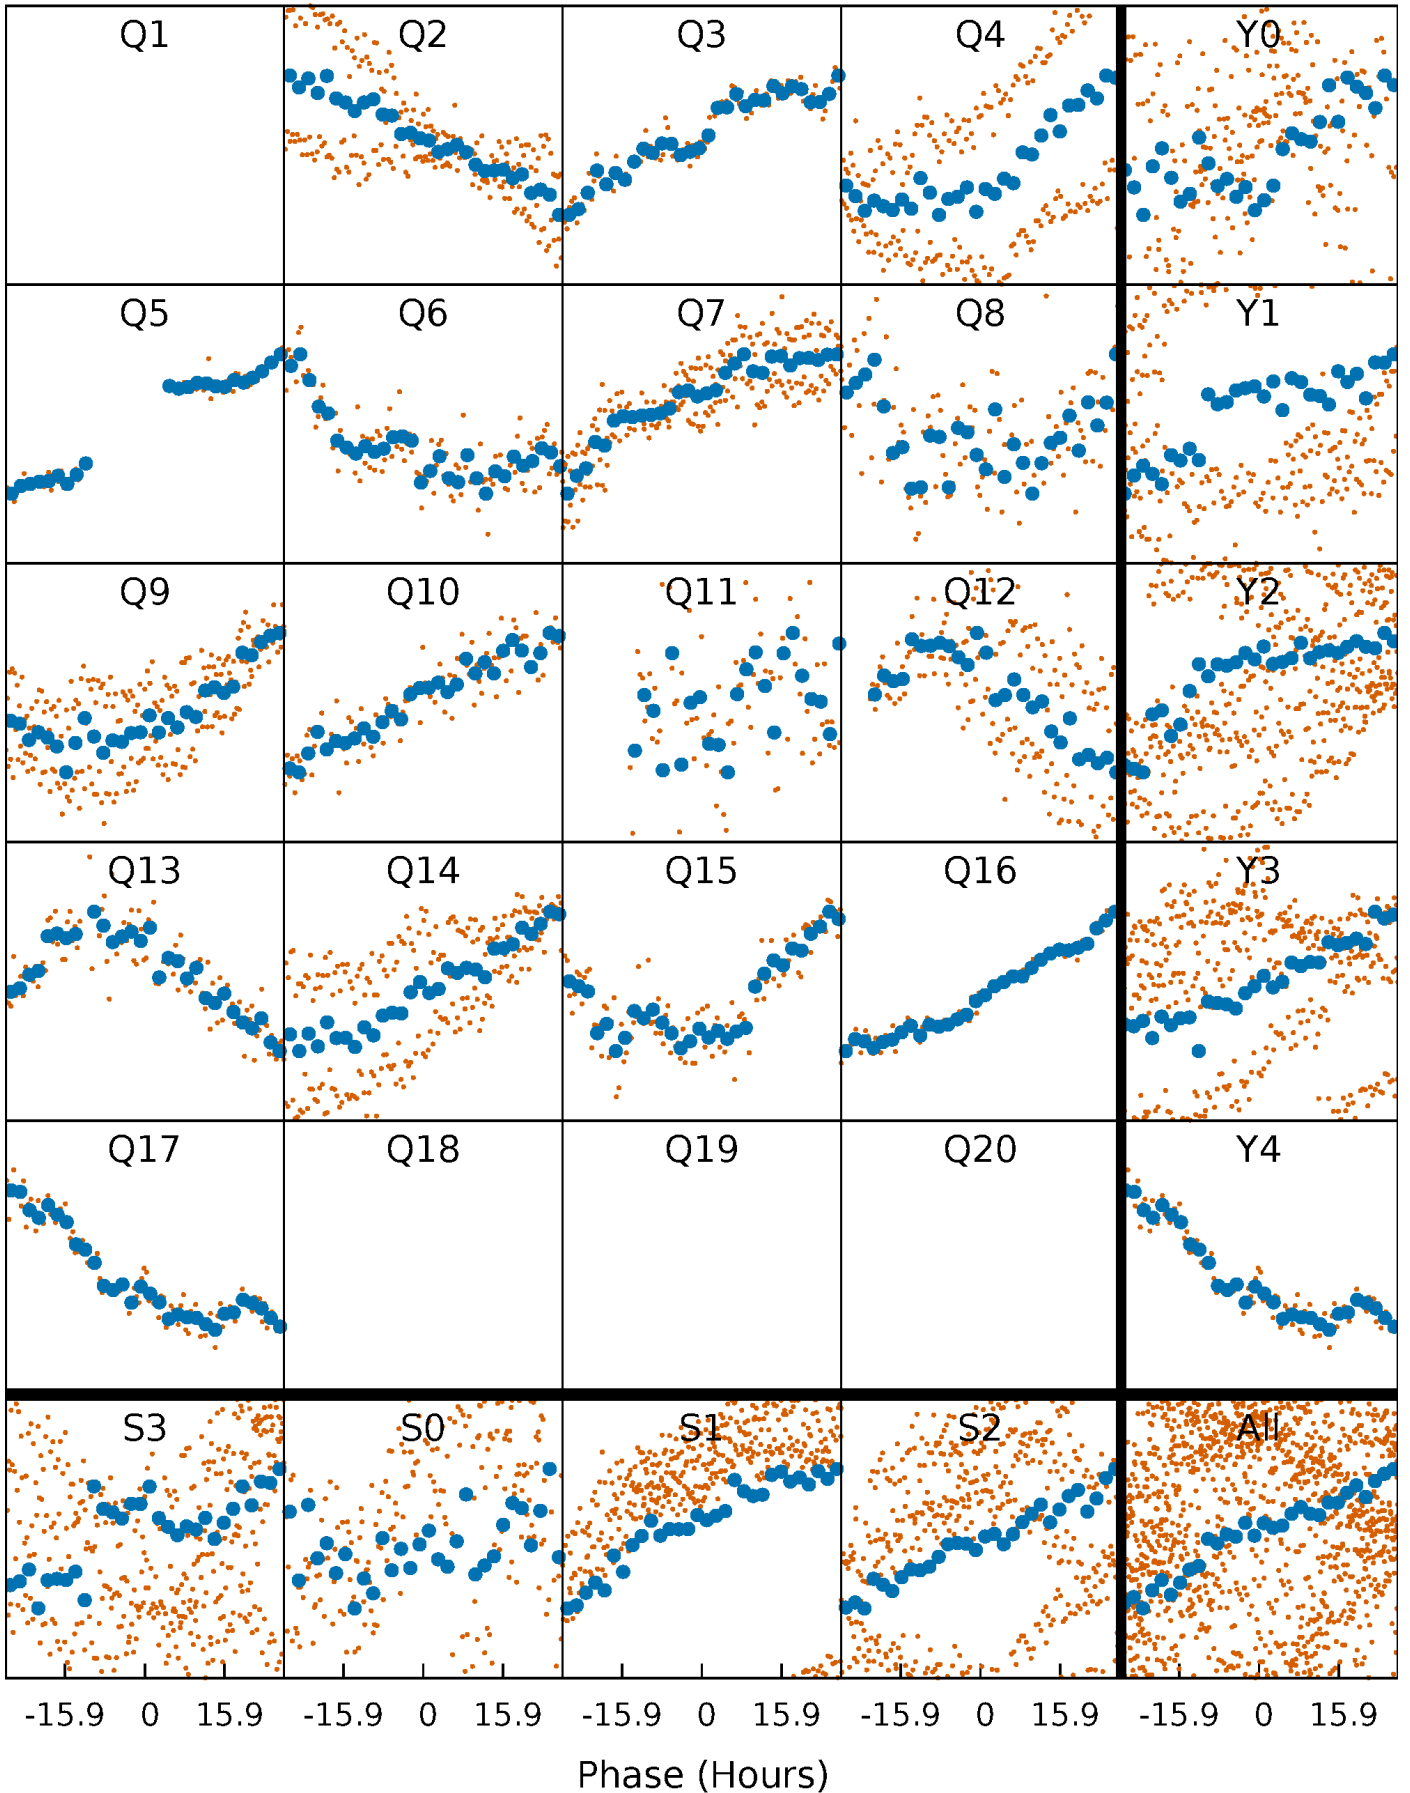 Q1 Q2 Q3 Q4 Y0
Q5 Q6 Q7 Q8 Y1
Q9 Q10 Q11 Q12 Y2
Q13 Q14 Q15 Q16 Y3
Q17 Q18 Q19 Q20 Y4
S3 S0 S1 S2 All
-15.9 0 15.9 -15.9 0 15.9 -15.9 0 15.9 -15.9 0 15.9 -15.9 0 15.9
Phase (Hours)